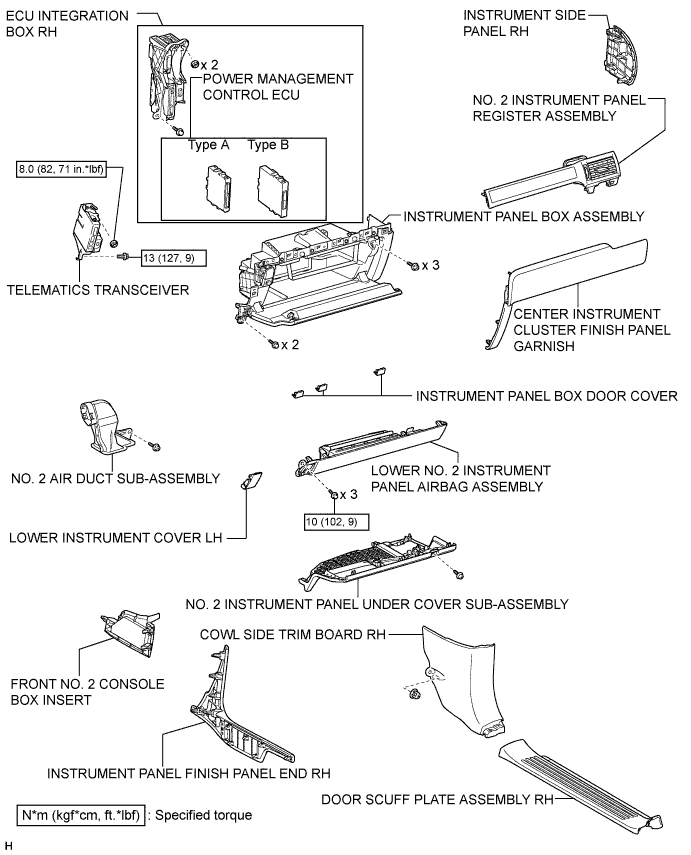 ECU INTEGRATION
BOX RH
x 2
POWER MANAGEMENT
CONTROL ECU
Type A
Type B
INSTRUMENT SIDE
PANEL RH
NO. 2 INSTRUMENT PANEL
REGISTER ASSEMBLY
8.0 (82, 71 in.*lbf)
13 (127, 9)
TELEMATICS TRANSCEIVER
INSTRUMENT PANEL BOX ASSEMBLY
x 3
x 2
CENTER INSTRUMENT
CLUSTER FINISH PANEL
GARNISH
INSTRUMENT PANEL BOX DOOR COVER
NO. 2 AIR DUCT SUB-ASSEMBLY
LOWER NO. 2 INSTRUMENT
PANEL AIRBAG ASSEMBLY
x 3
10 (102, 9)
LOWER INSTRUMENT COVER LH
NO. 2 INSTRUMENT PANEL UNDER COVER SUB-ASSEMBLY
COWL SIDE TRIM BOARD RH
FRONT NO. 2 CONSOLE
BOX INSERT
INSTRUMENT PANEL FINISH PANEL END RH
DOOR SCUFF PLATE ASSEMBLY RH
N*m (kgf*cm, ft.*lbf) : Specified torque
H